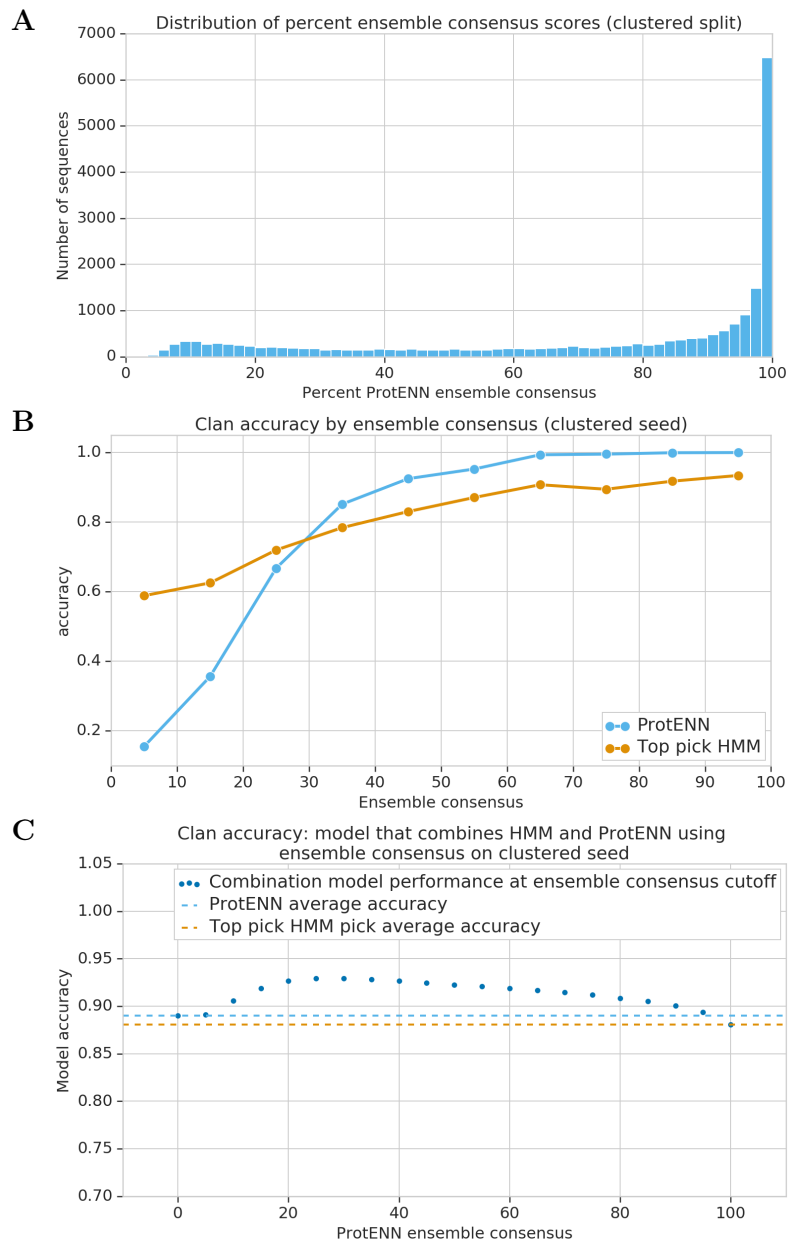 A
Distribution of percent ensemble consensus scores (clustered split)
7000
6000
5000
4000
3000
2000
1000
0
Number of sequences
0 20 40 60 80 100
Percent ProtENN ensemble consensus
B
Clan accuracy by ensemble consensus (clustered seed)
1.0
0.8
0.6
0.4
0.2
accuracy
ProtENN
Top pick HMM
0 10 20 30 40 50 60 70 80 90 100
Ensemble consensus
C
Clan accuracy: model that combines HMM and ProtENN using
ensemble consensus on clustered seed
1.05
1.00
0.95
0.90
0.85
0.80
0.75
0.70
Model accuracy
Combination model performance at ensemble consensus cutoff
ProtENN average accuracy
Top pick HMM pick average accuracy
0 20 40 60 80 100
ProtENN ensemble consensus